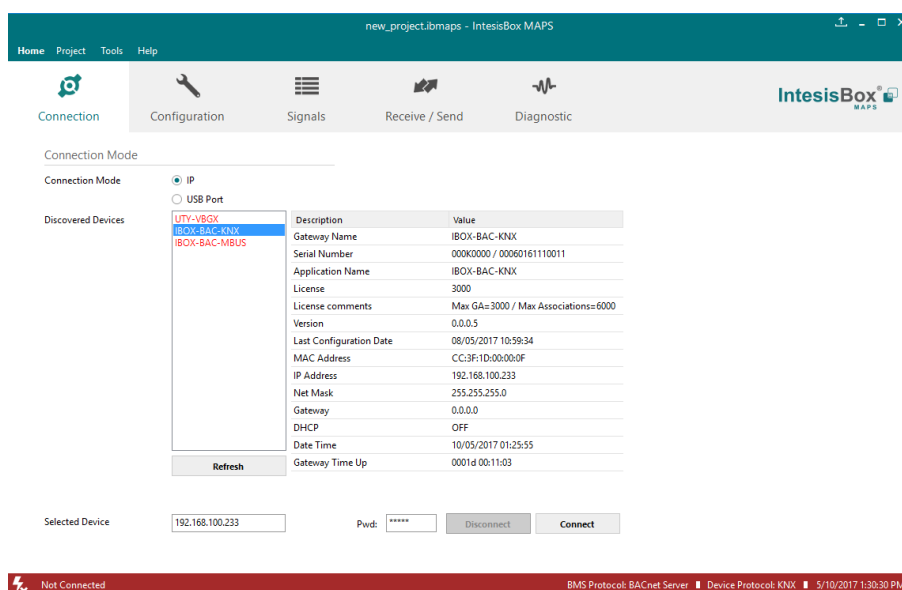 new_project.ibmaps - IntesisBox MAPS
Home Project Tools Help
Connection Configuration Signals Receive / Send Diagnostic
IntesisBox®
MAPS
Connection Mode
Connection Mode IP
USB Port
Discovered Devices
UTY-VBGX
IBOX-BAC-KNX
IBOX-BAC-MBUS
Description Value
Gateway Name IBOX-BAC-KNX
Serial Number 000K0000 / 00060161110011
Application Name IBOX-BAC-KNX
License 3000
License comments Max GA=3000 / Max Associations=6000
Version 0.0.0.5
Last Configuration Date 08/05/2017 10:59:34
MAC Address CC:3F:1D:00:00:0F
IP Address 192.168.100.233
Net Mask 255.255.255.0
Gateway 0.0.0.0
DHCP OFF
Date Time 10/05/2017 01:25:55
Gateway Time Up 0001d 00:11:03
Refresh
Selected Device 192.168.100.233 Pwd: ***** Disconnect Connect
Not Connected BMS Protocol: BACnet Server Device Protocol: KNX 5/10/2017 1:30:30 PM